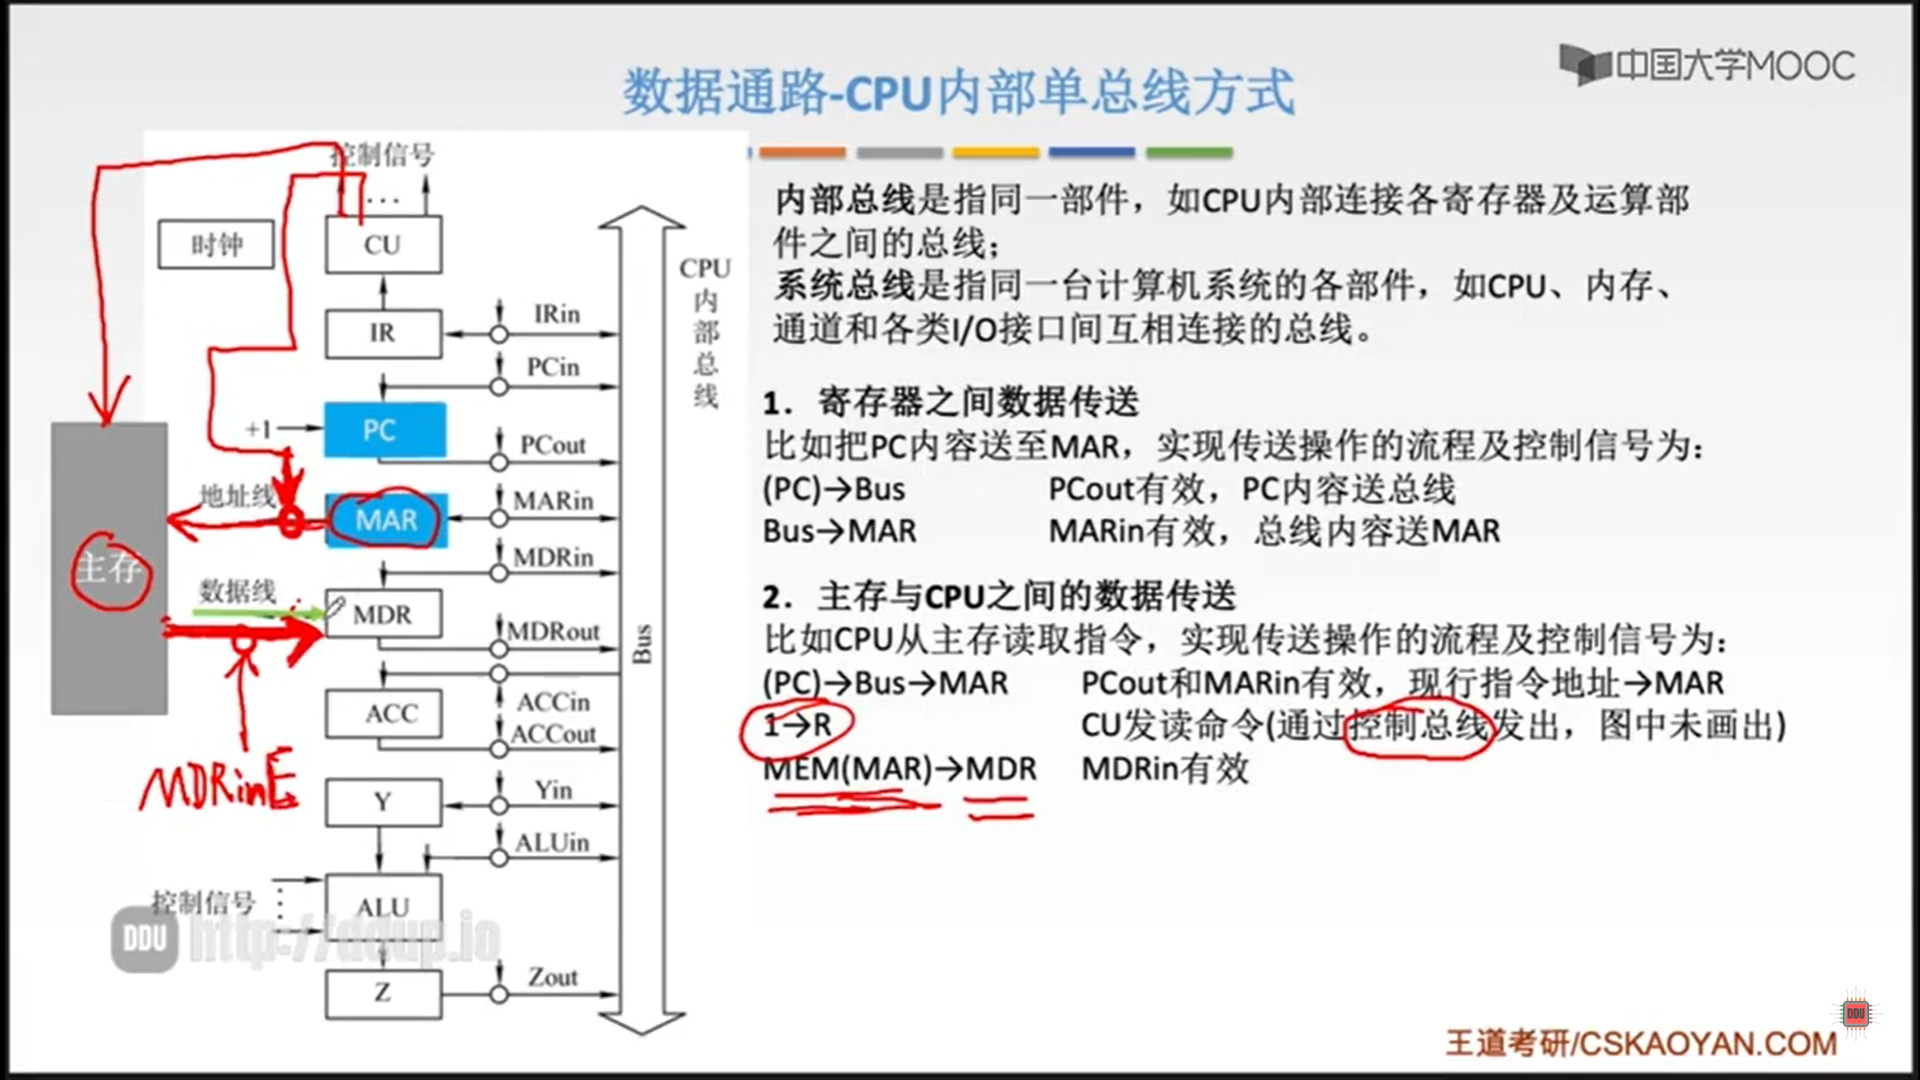 中国大学MOOC
数据通路-CPU内部单总线方式
控制信号
...
时钟
CU
CPU内部总线
IR
IRin
PCin
+1
PC
PCout
地址线
MAR
MARin
主存
MDRin
数据线
MDR
MDRout
Bus
ACC
ACCin
ACCout
MDRinE
Y
Yin
ALUin
控制信号
ALU
Z
Zout
内部总线是指同一部件，如CPU内部连接各寄存器及运算部
件之间的总线；
系统总线是指同一台计算机系统的各部件，如CPU、内存、
通道和各类I/O接口间互相连接的总线。
1．寄存器之间数据传送
比如把PC内容送至MAR，实现传送操作的流程及控制信号为：
(PC)→Bus PCout有效，PC内容送总线
Bus→MAR MARin有效，总线内容送MAR
2．主存与CPU之间的数据传送
比如CPU从主存读取指令，实现传送操作的流程及控制信号为：
(PC)→Bus→MAR PCout和MARin有效，现行指令地址→MAR
1→R CU发读命令(通过控制总线发出，图中未画出)
MEM(MAR)→MDR MDRin有效
DDU http://ddup.io
DDU
王道考研/CSKAOYAN.COM